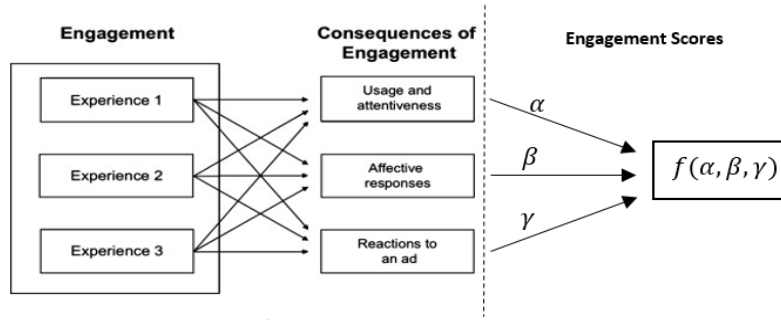 Engagement
Consequences of
Engagement
Engagement Scores
Experience 1
Usage and
attentiveness
α
Experience 2
Affective
responses
β
f(α, β, γ)
Experience 3
Reactions to
an ad
γ